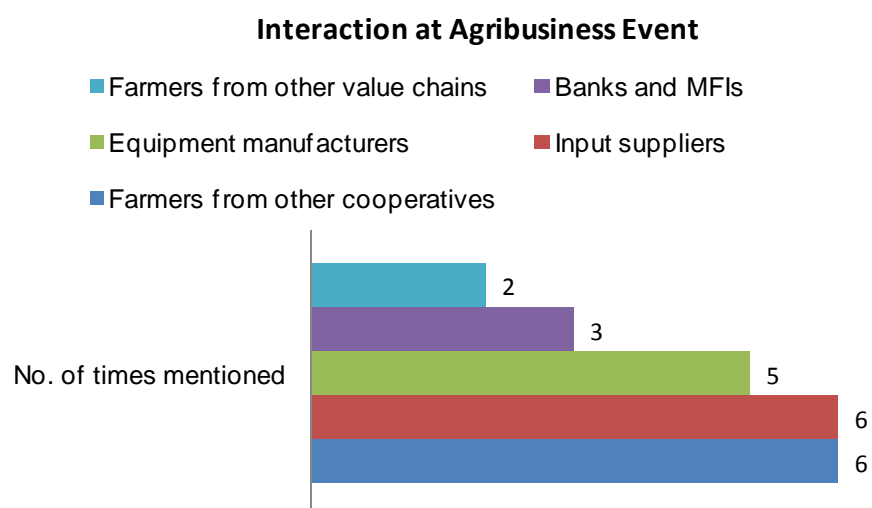 Interaction at Agribusiness Event
Farmers from other value chains
Banks and MFIs
Equipment manufacturers
Input suppliers
Farmers from other cooperatives
2
3
No. of times mentioned
5
6
6